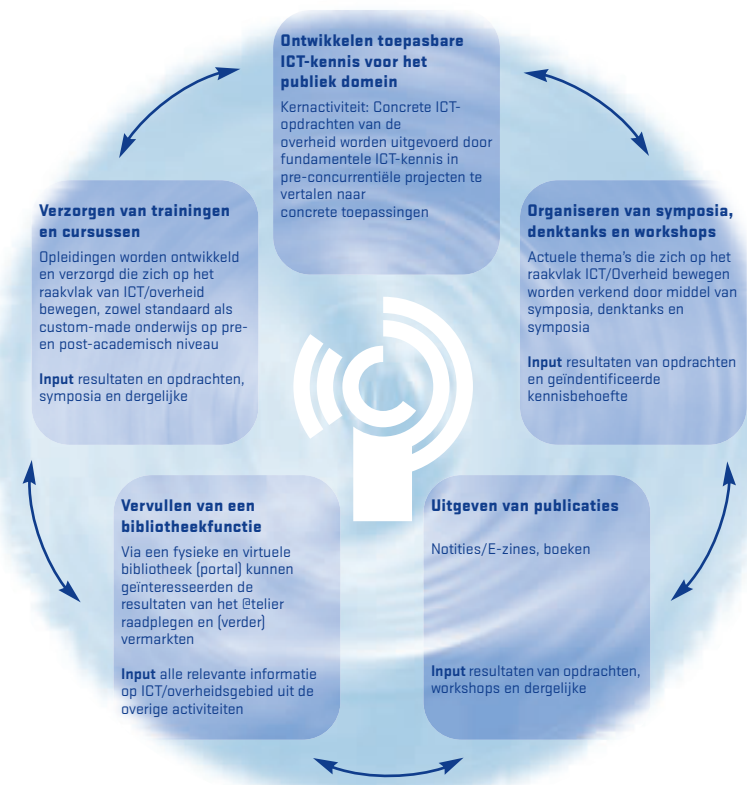 Ontwikkelen toepasbare
ICT-kennis voor het
publiek domein
Kernactiviteit: Concrete ICT-
opdrachten van de
overheid worden uitgevoerd door
fundamentele ICT-kennis in
pre-concurrentiële projecten te
vertalen naar
concrete toepassingen
Verzorgen van trainingen
en cursussen
Opleidingen worden ontwikkeld
en verzorgd die zich op het
raakvlak van ICT/overheid
bewegen, zowel standaard als
custom-made onderwijs op pre-
en post-academisch niveau
Input resultaten en opdrachten,
symposia en dergelijke
Organiseren van symposia,
denktanks en workshops
Actuele thema's die zich op het
raakvlak ICT/Overheid bewegen
worden verkend door middel van
symposia, denktanks en
symposia
Input resultaten van opdrachten
en geïndentificeerde
kennisbehoefte
Vervullen van een
bibliotheekfunctie
Via een fysieke en virtuele
bibliotheek (portal) kunnen
geïnteresseerden de
resultaten van het @telier
raadplegen en (verder)
vermarkten
Input alle relevante informatie
op ICT/overheidsgebied uit de
overige activiteiten
Uitgeven van publicaties
Notities/E-zines, boeken
Input resultaten van opdrachten,
workshops en dergelijke